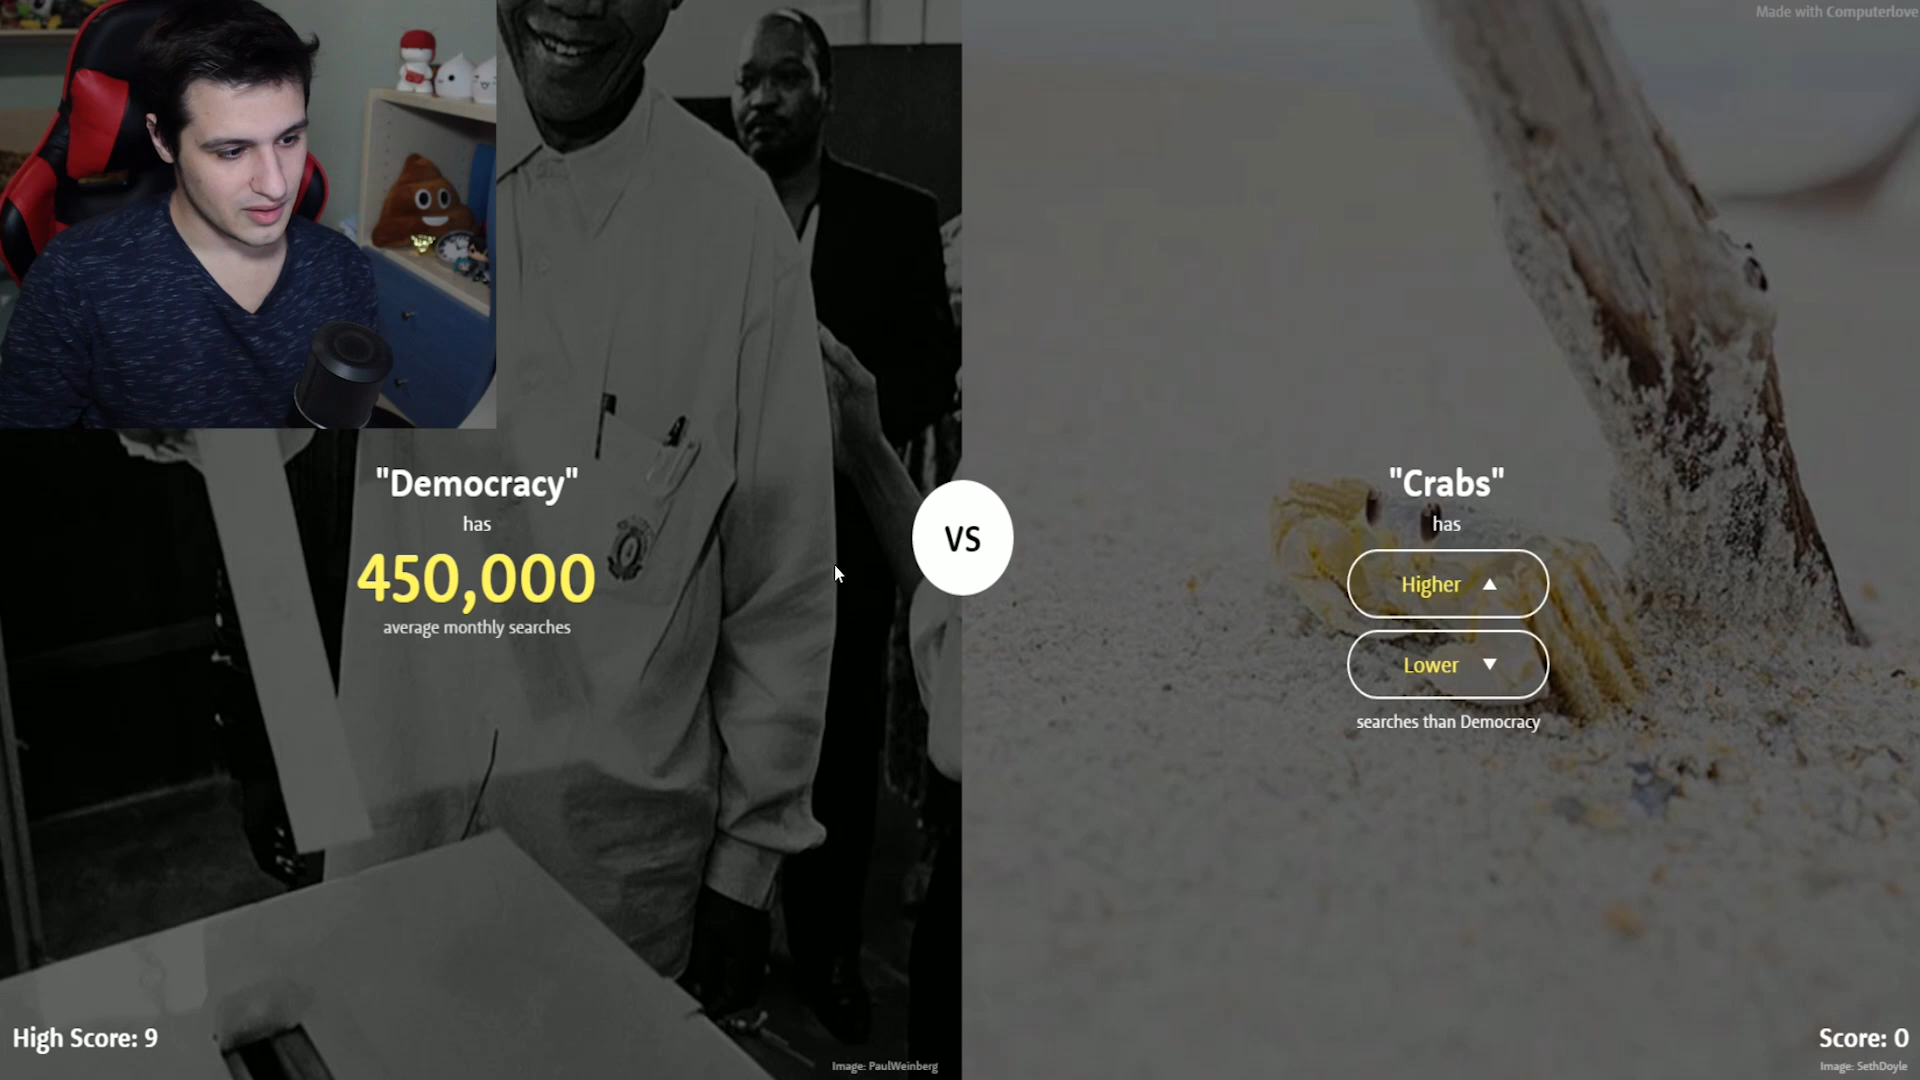 Made with Computerlove
"Democracy"
has
450,000
average monthly searches
VS
"Crabs"
has
Higher ▲
Lower ▼
searches than Democracy
High Score: 9
Image: PaulWeinberg
Score: 0
Image: SethDoyle